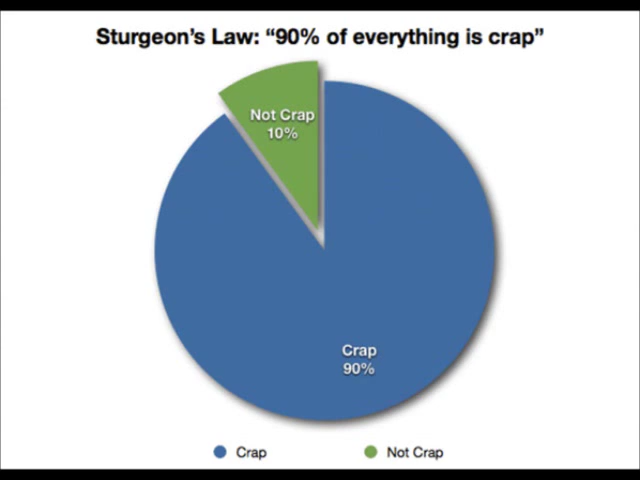 Sturgeon’s Law: “90% of everything is crap”
Not Crap
10%
Crap
90%
Crap
Not Crap